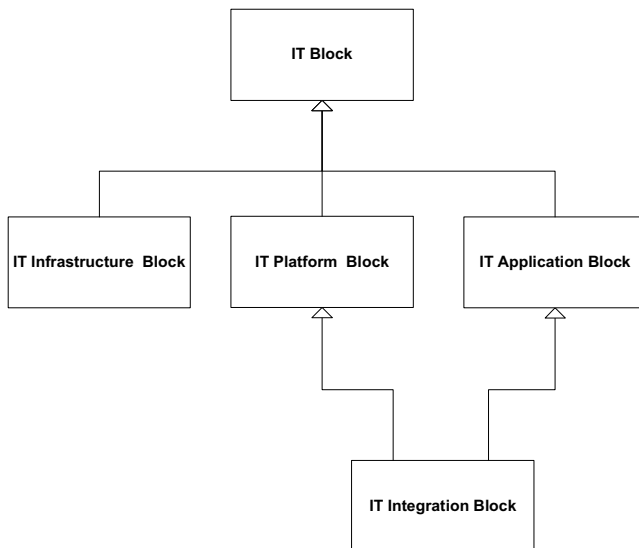 IT Block
IT Infrastructure Block
IT Platform Block
IT Application Block
IT Integration Block